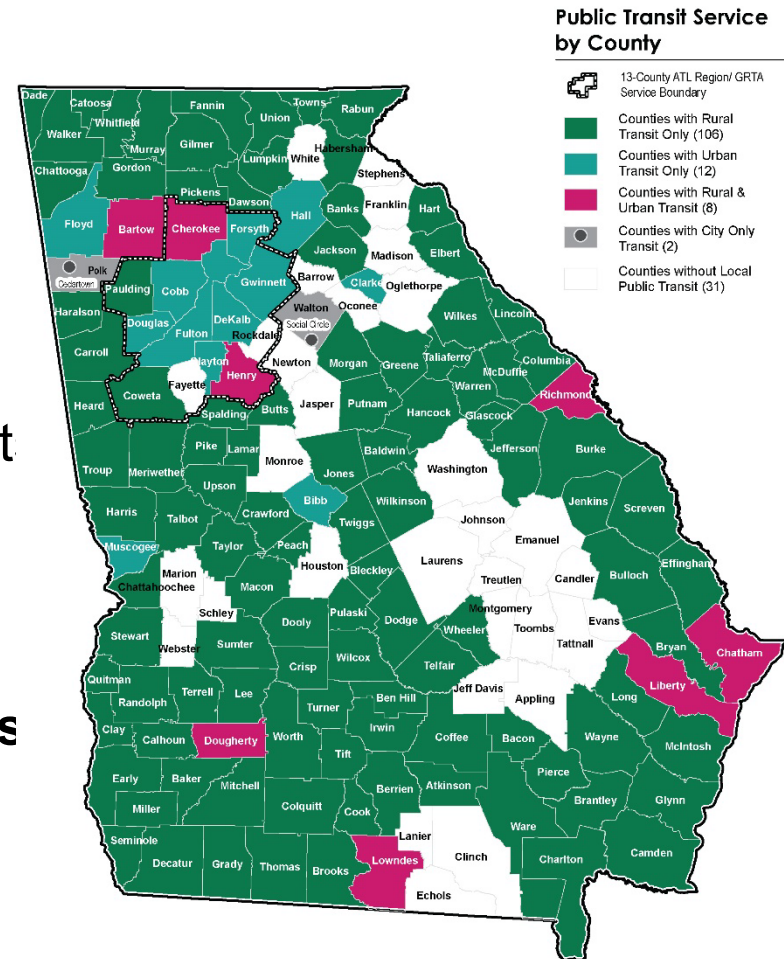 Public Transit Service
by County
13-County ATL Region/ GRTA
Service Boundary
Counties with Rural
Transit Only (106)
Counties with Urban
Transit Only (12)
Counties with Rural &
Urban Transit (8)
Counties with City Only
Transit (2)
Counties without Local
Public Transit (31)
Dade
Catoosa
Whitfield
Walker
Murray
Fannin
Gilmer
Union
Towns
Rabun
Lumpkin
White
Habersham
Stephens
Chattooga
Gordon
Pickens
Dawson
Hall
Banks
Franklin
Hart
Floyd
Bartow
Cherokee
Forsyth
Jackson
Madison
Elbert
Polk
Cedartown
Paulding
Cobb
Gwinnett
Barrow
Clarke
Oglethorpe
Oconee
Walton
Social Circle
Wilkes
Lincoln
Haralson
Douglas
Fulton
DeKalb
Rockdale
Newton
Morgan
Greene
Taliaferro
Columbia
McDuffie
Warren
Richmond
Carroll
Clayton
Fayette
Henry
Coweta
Heard
Spalding
Butts
Jasper
Putnam
Hancock
Glascock
Jefferson
Burke
t
Troup
Meriwether
Pike
Lamar
Monroe
Jones
Baldwin
Washington
Upson
Bibb
Wilkinson
Jenkins
Screven
Harris
Talbot
Crawford
Twiggs
Johnson
Emanuel
Muscogee
Taylor
Peach
Houston
Bleckley
Laurens
Treutlen
Candler
Bulloch
Effingham
Marion
Chattahoochee
Macon
Schley
Dooly
Pulaski
Dodge
Wheeler
Montgomery
Toombs
Evans
Tattnall
Bryan
Chatham
Stewart
Webster
Sumter
Wilcox
Telfair
Crisp
Jeff Davis
Appling
Long
Liberty
Quitman
Randolph
Terrell
Lee
Turner
Ben Hill
Irwin
Coffee
Bacon
Wayne
McIntosh
s
Clay
Calhoun
Dougherty
Worth
Tift
Pierce
Early
Baker
Mitchell
Berrien
Atkinson
Brantley
Glynn
Miller
Colquitt
Cook
Ware
Lanier
Clinch
Seminole
Decatur
Grady
Thomas
Brooks
Lowndes
Echols
Charlton
Camden